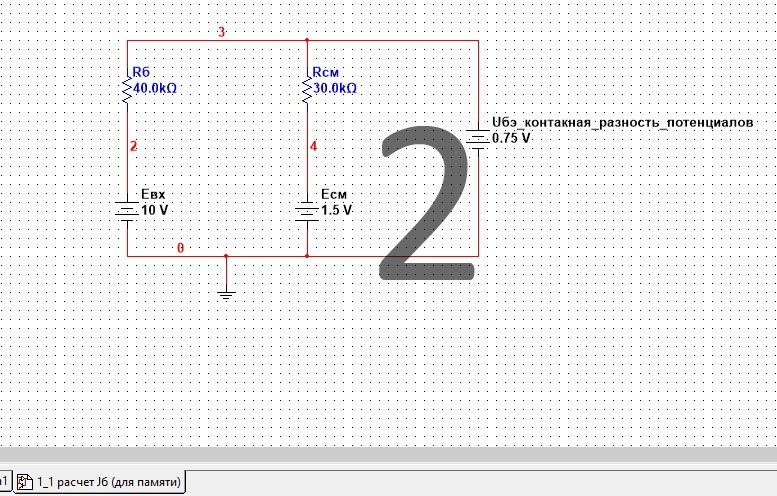 3
Rб
40.0kΩ
Rсм
30.0kΩ
Uбэ_контакная_разность_потенциалов
0.75 V
2
4
2
Eвх
10 V
Eсм
1.5 V
0
1_1 расчет Jб (для памяти)